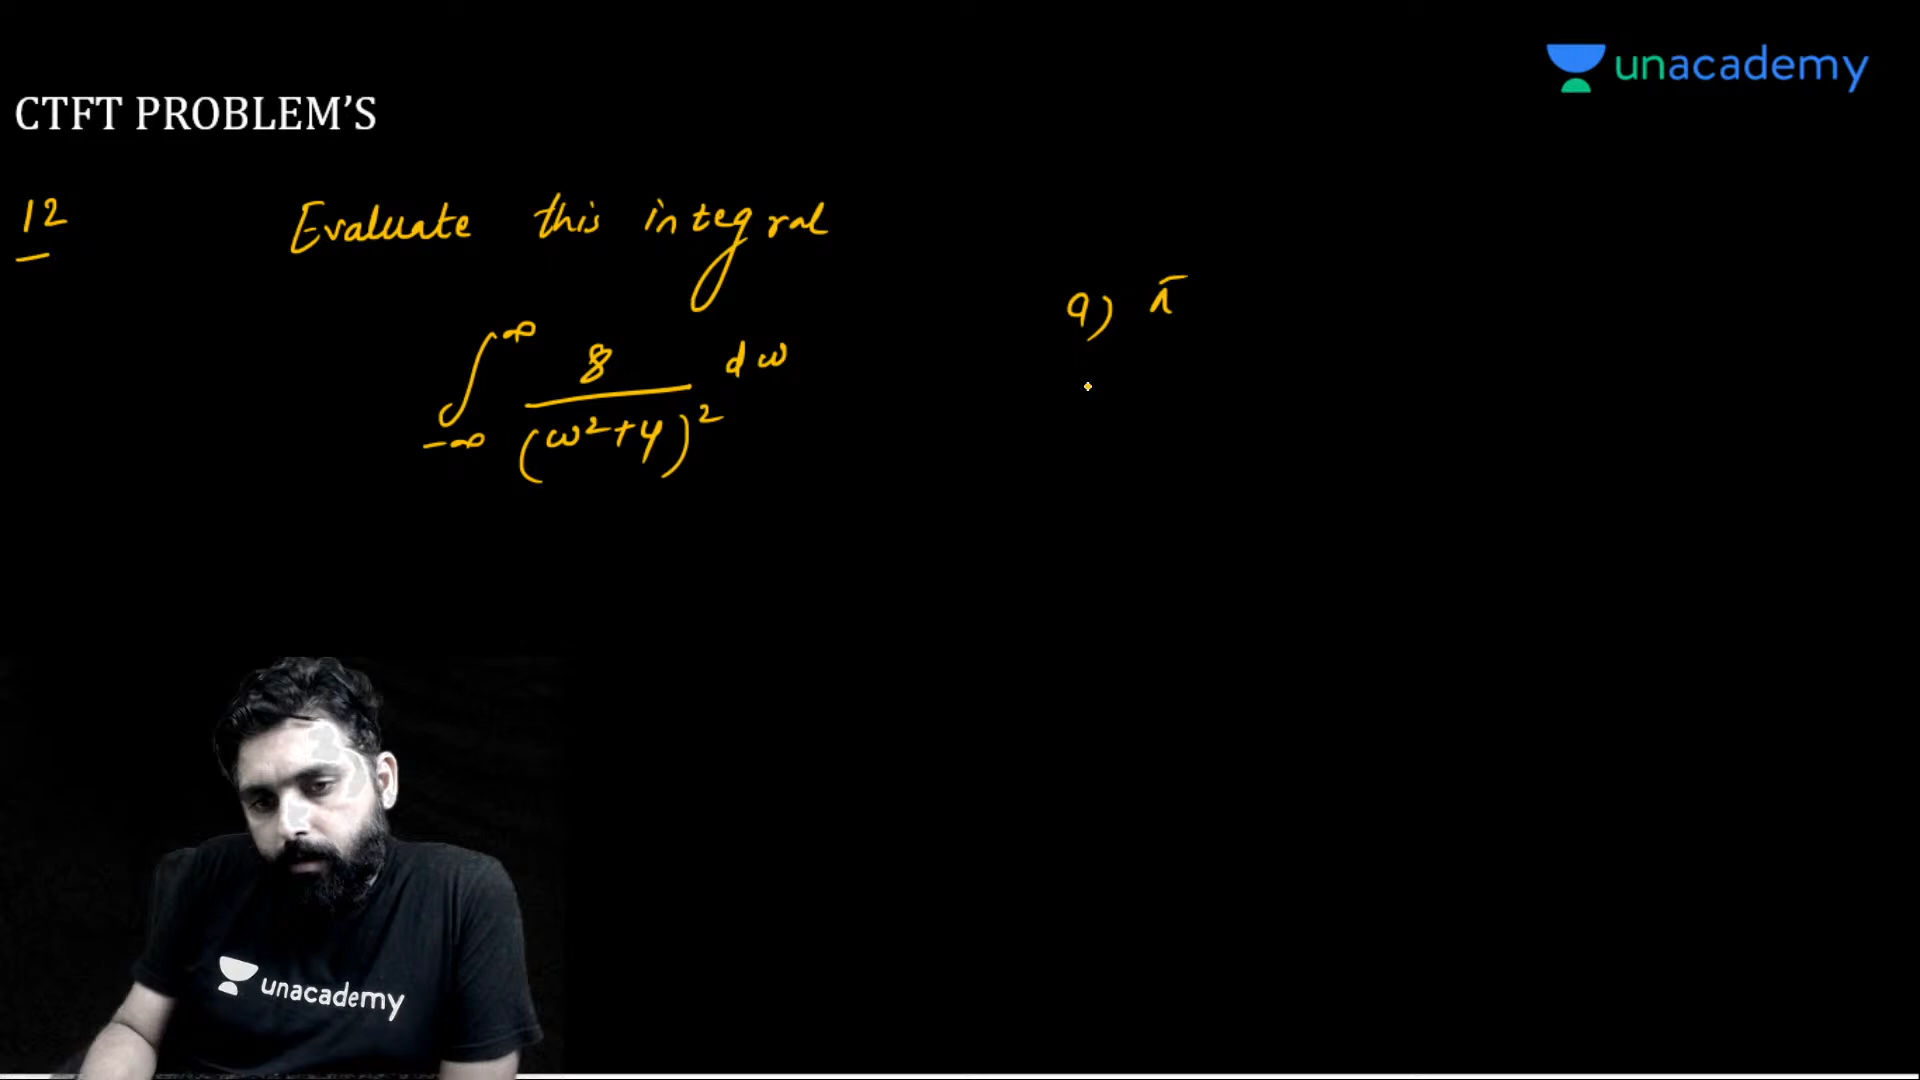 unacademy
CTFT PROBLEM’S
12
Evaluate this integral
∫_{-∞}^{∞} 8/(ω²+4)² dω
a) π
unacademy